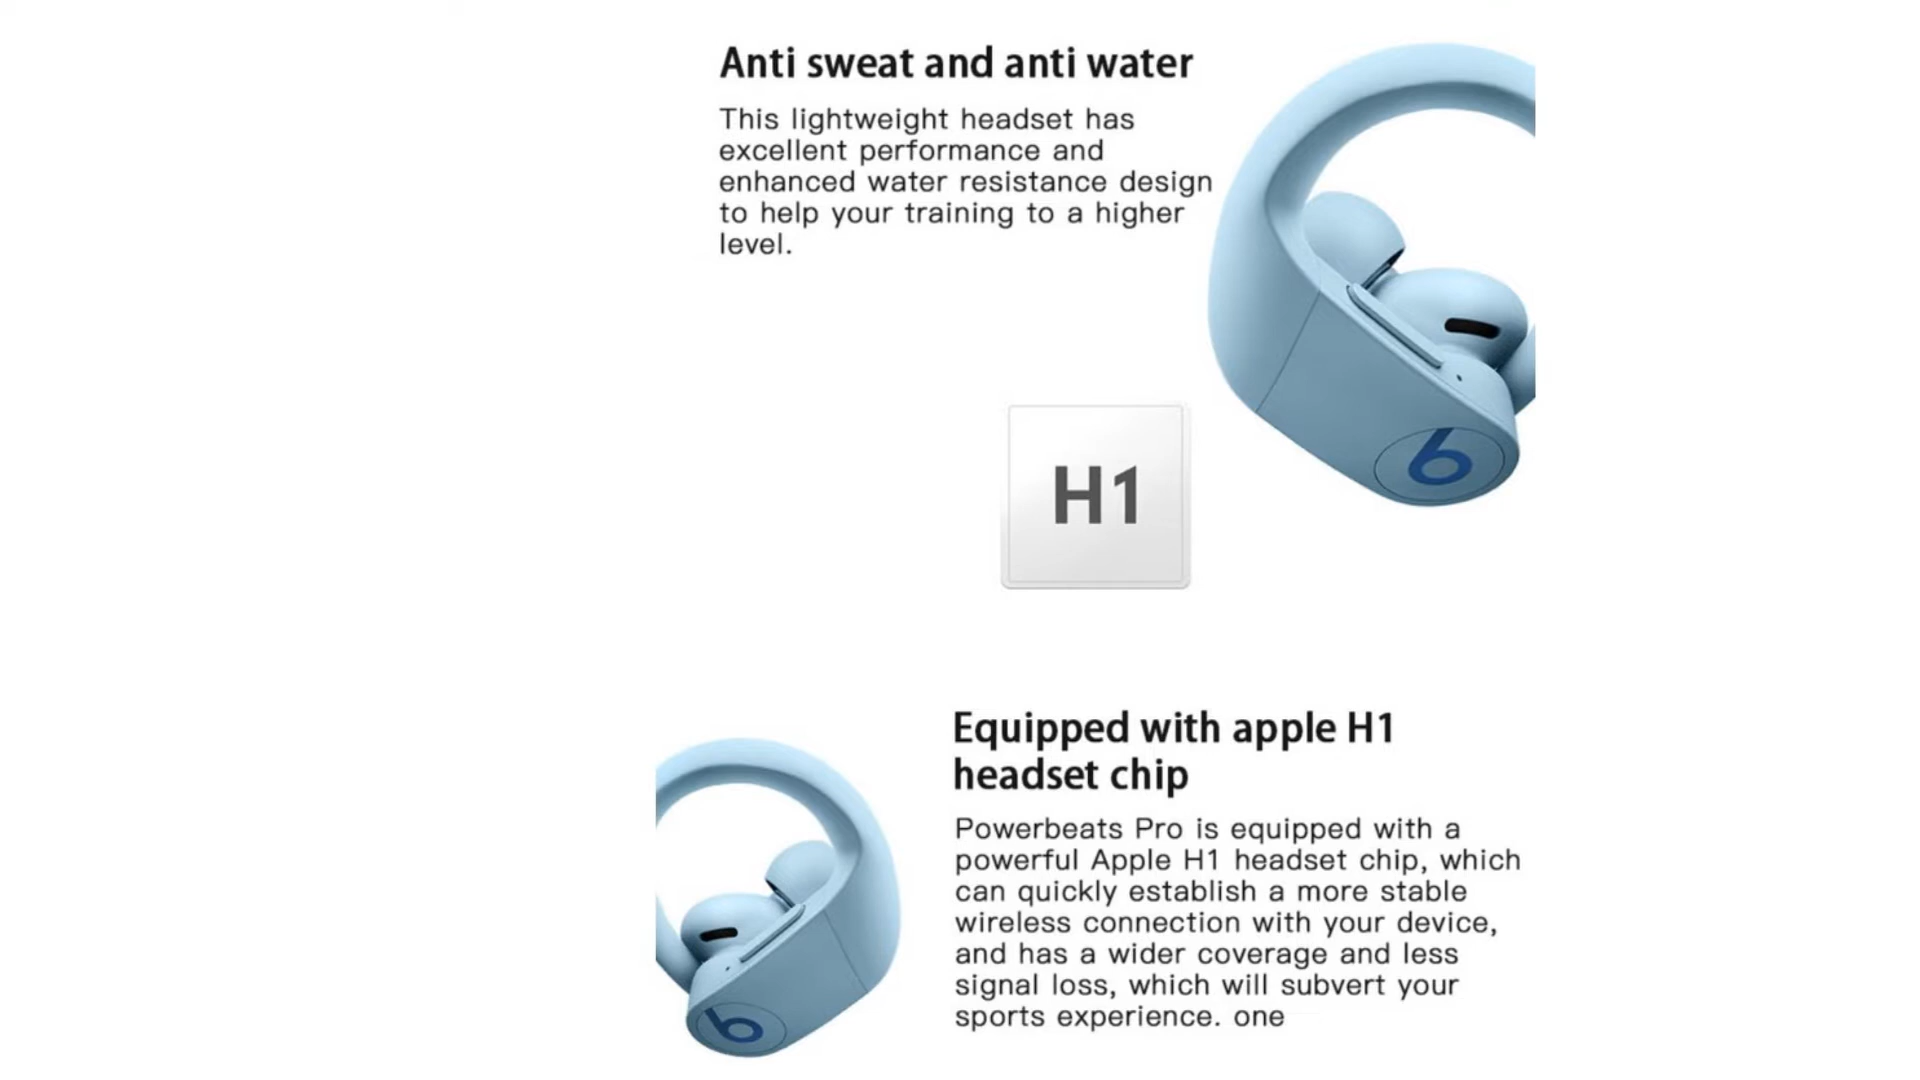 Anti sweat and anti water
This lightweight headset has
excellent performance and
enhanced water resistance design
to help your training to a higher
level.
H1
Equipped with apple H1
headset chip
Powerbeats Pro is equipped with a
powerful Apple H1 headset chip, which
can quickly establish a more stable
wireless connection with your device,
and has a wider coverage and less
signal loss, which will subvert your
sports experience. one